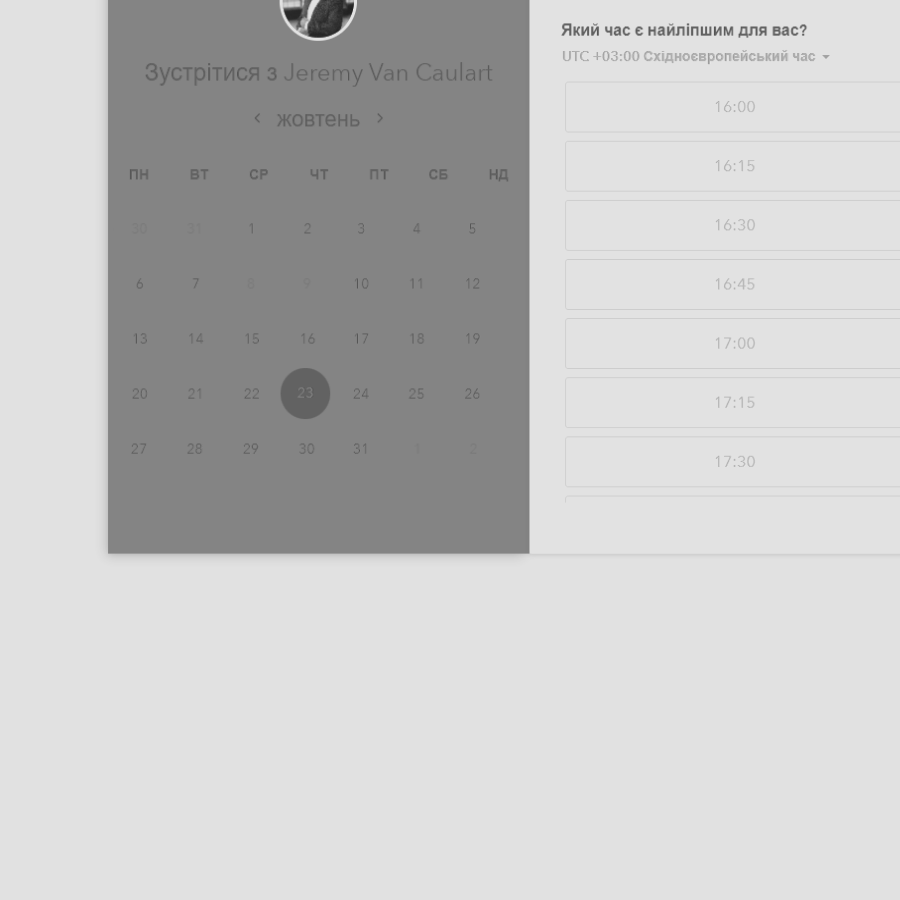 Зустрітися з Jeremy Van Caulart
жовтень
ПН ВТ СР ЧТ ПТ СБ НД
30 31 1 2 3 4 5
6 7 8 9 10 11 12
13 14 15 16 17 18 19
20 21 22 23 24 25 26
27 28 29 30 31 1 2
Який час є найліпшим для вас?
UTC +03:00 Східноєвропейський час
16:00
16:15
16:30
16:45
17:00
17:15
17:30